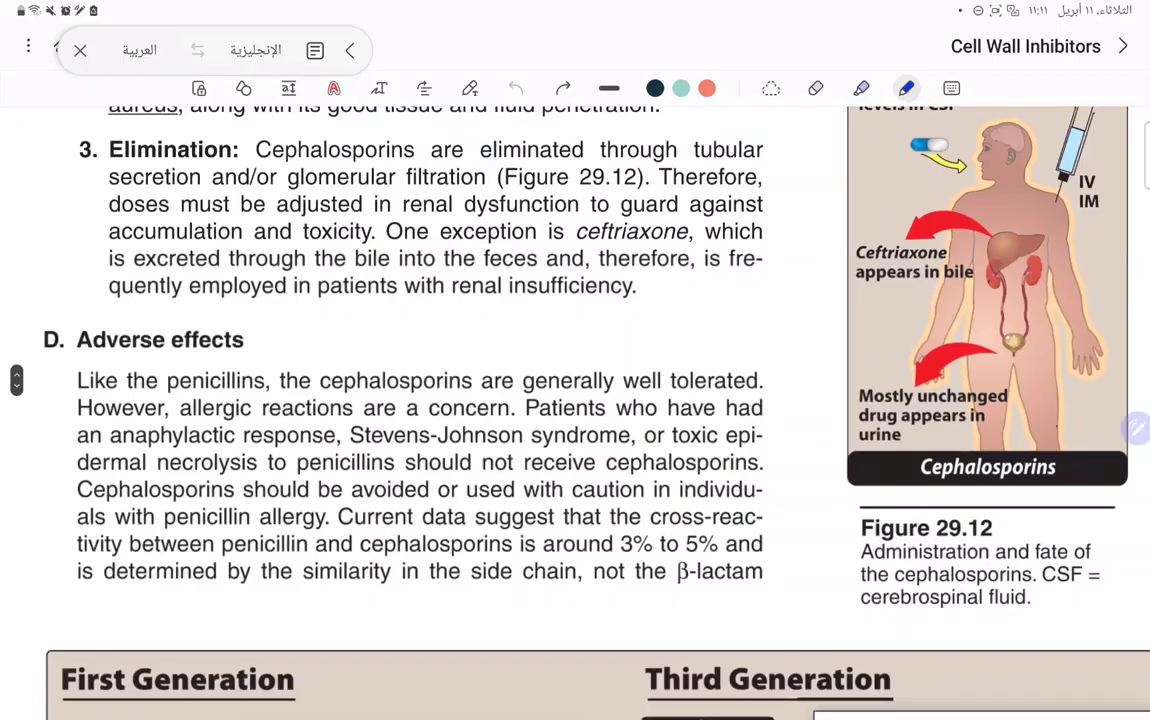 الثلاثاء، ١١ أبريل ١١:١١
العربية
الإنجليزية
Cell Wall Inhibitors
aureus, along with its good tissue and fluid penetration.
3. Elimination: Cephalosporins are eliminated through tubular
secretion and/or glomerular filtration (Figure 29.12). Therefore,
doses must be adjusted in renal dysfunction to guard against
accumulation and toxicity. One exception is ceftriaxone, which
is excreted through the bile into the feces and, therefore, is fre-
quently employed in patients with renal insufficiency.
D. Adverse effects
Like the penicillins, the cephalosporins are generally well tolerated.
However, allergic reactions are a concern. Patients who have had
an anaphylactic response, Stevens-Johnson syndrome, or toxic epi-
dermal necrolysis to penicillins should not receive cephalosporins.
Cephalosporins should be avoided or used with caution in individu-
als with penicillin allergy. Current data suggest that the cross-reac-
tivity between penicillin and cephalosporins is around 3% to 5% and
is determined by the similarity in the side chain, not the β-lactam
levels in CSF
IV
IM
Ceftriaxone
appears in bile
Mostly unchanged
drug appears in
urine
Cephalosporins
Figure 29.12
Administration and fate of
the cephalosporins. CSF =
cerebrospinal fluid.
First Generation
Third Generation